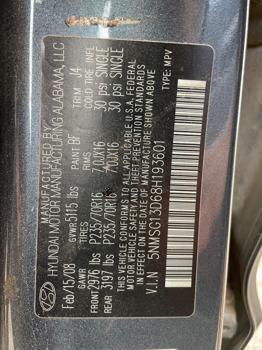 MANUFACTURED BY
HYUNDAI MOTOR MANUFACTURING ALABAMA, LLC
Feb/15/08 GVWR 5115 lbs PAINT BF TRIM J4
GAWR TIRES RIMS COLD TIRE INFL.
FRONT 2976 lbs P235/70R16 7.0JX16 30 psi SINGLE
REAR 3197 lbs P235/70R16 7.0JX16 30 psi SINGLE
THIS VEHICLE CONFORMS TO ALL APPLICABLE U.S.A. FEDERAL
MOTOR VEHICLE SAFETY AND THEFT PREVENTION STANDARDS
IN EFFECT ON THE DATE OF MANUFACTURE SHOWN ABOVE.
V.I.N 5NMSG13D68H193601 TYPE: MPV